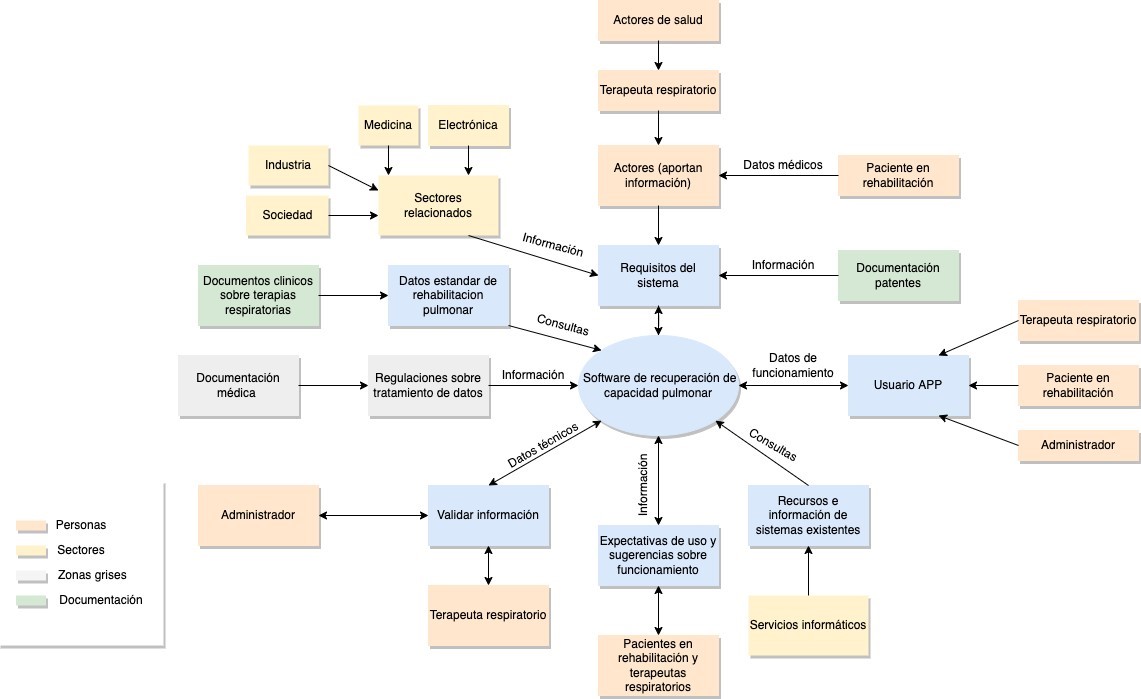 Actores de salud
Terapeuta respiratorio
Medicina
Electrónica
Industria
Sociedad
Sectores
relacionados
Actores (aportan
información)
Datos médicos
Paciente en
rehabilitación
Información
Requisitos del
sistema
Información
Documentación
patentes
Documentos clinicos
sobre terapias
respiratorias
Datos estandar de
rehabilitacion
pulmonar
Consultas
Terapeuta respiratorio
Documentación
médica
Regulaciones sobre
tratamiento de datos
Información
Software de recuperación de
capacidad pulmonar
Datos de
funcionamiento
Usuario APP
Paciente en
rehabilitación
Administrador
Datos técnicos
Información
Consultas
Administrador
Validar información
Expectativas de uso y
sugerencias sobre
funcionamiento
Recursos e
información de
sistemas existentes
Personas
Sectores
Zonas grises
Documentación
Terapeuta respiratorio
Pacientes en
rehabilitación y
terapeutas
respiratorios
Servicios informáticos